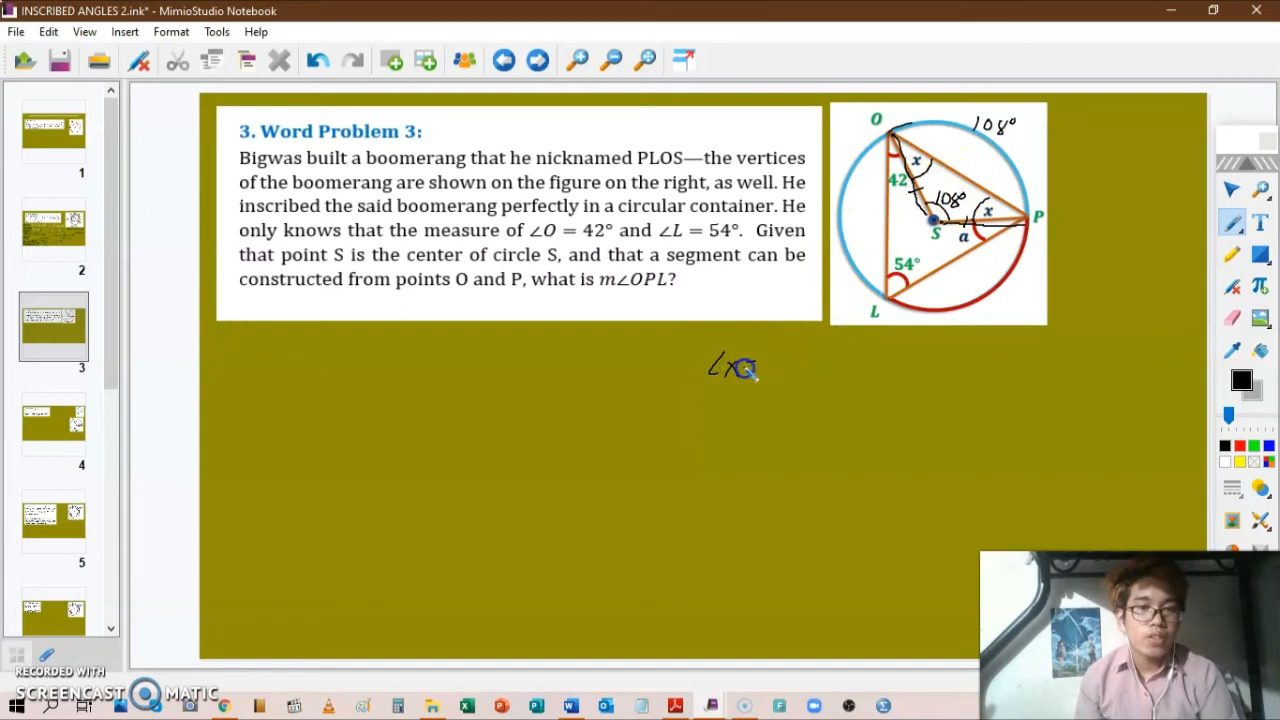 INSCRIBED ANGLES 2.ink* - MimioStudio Notebook
File Edit View Insert Format Tools Help
3. Word Problem 3:
Bigwas built a boomerang that he nicknamed PLOS—the vertices
of the boomerang are shown on the figure on the right, as well. He
inscribed the said boomerang perfectly in a circular container. He
only knows that the measure of ∠O = 42° and ∠L = 54°. Given
that point S is the center of circle S, and that a segment can be
constructed from points O and P, what is m∠OPL?
O
108°
x
42
108°
x
P
S
a
54°
L
∠x
1
2
3
4
5
RECORDED WITH
SCREENCAST MATIC